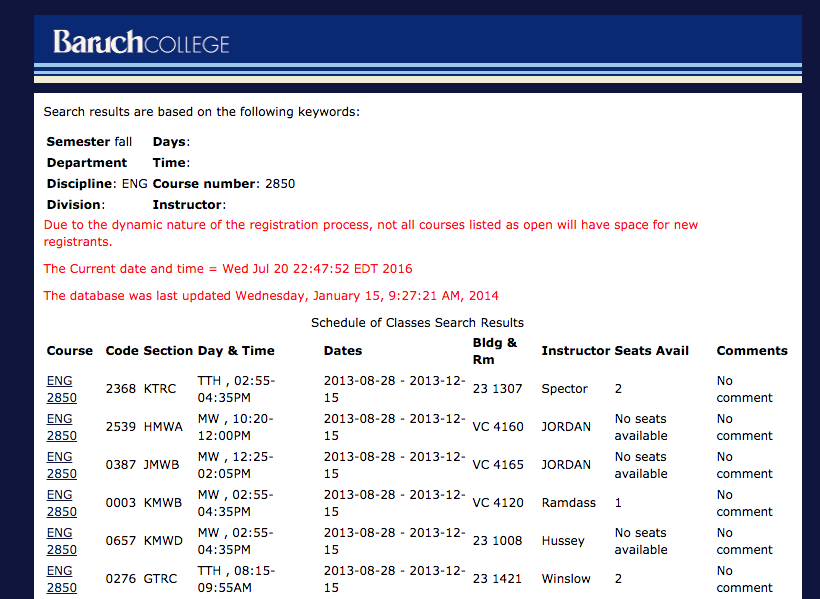 BaruchCOLLEGE
Search results are based on the following keywords:
Semester fall Days:
Department Time:
Discipline: ENG Course number: 2850
Division: Instructor:
Due to the dynamic nature of the registration process, not all courses listed as open will have space for new
registrants.
The Current date and time = Wed Jul 20 22:47:52 EDT 2016
The database was last updated Wednesday, January 15, 9:27:21 AM, 2014
Schedule of Classes Search Results
Course Code Section Day & Time Dates Bldg & Rm Instructor Seats Avail Comments
ENG 2850 2368 KTRC TTH , 02:55-04:35PM 2013-08-28 - 2013-12-15 23 1307 Spector 2 No comment
ENG 2850 2539 HMWA MW , 10:20-12:00PM 2013-08-28 - 2013-12-15 VC 4160 JORDAN No seats available No comment
ENG 2850 0387 JMWB MW , 12:25-02:05PM 2013-08-28 - 2013-12-15 VC 4165 JORDAN No seats available No comment
ENG 2850 0003 KMWB MW , 02:55-04:35PM 2013-08-28 - 2013-12-15 VC 4120 Ramdass 1 No comment
ENG 2850 0657 KMWD MW , 02:55-04:35PM 2013-08-28 - 2013-12-15 23 1008 Hussey No seats available No comment
ENG 2850 0276 GTRC TTH , 08:15-09:55AM 2013-08-28 - 2013-12-15 23 1421 Winslow 2 No comment